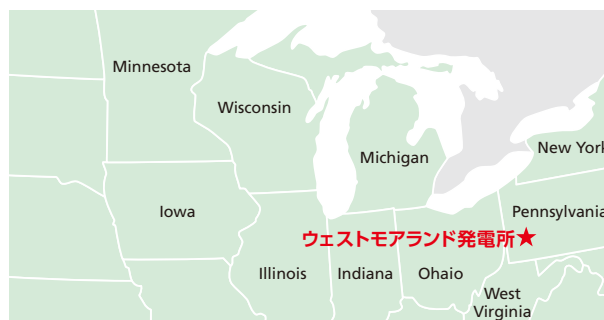 Minnesota
Wisconsin
Michigan
New York
Iowa
Pennsylvania
ウェストモアランド発電所★
Illinois
Indiana
Ohaio
West
Virginia